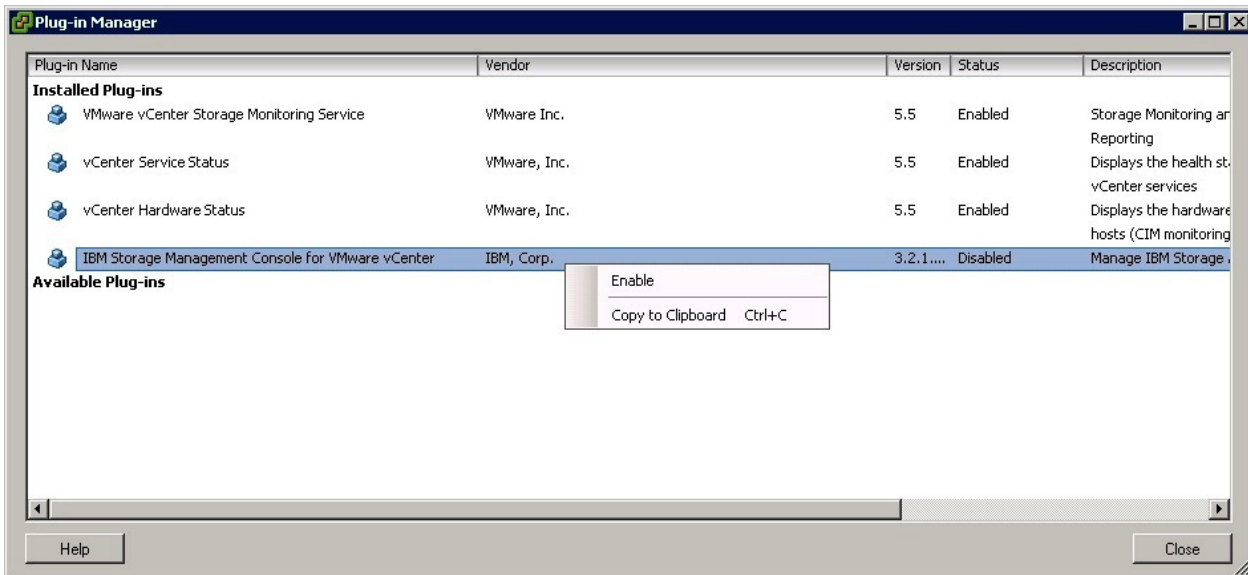 Plug-in Manager
Plug-in Name Vendor Version Status Description
Installed Plug-ins
VMware vCenter Storage Monitoring Service VMware Inc. 5.5 Enabled Storage Monitoring an
Reporting
vCenter Service Status VMware, Inc. 5.5 Enabled Displays the health st
vCenter services
vCenter Hardware Status VMware, Inc. 5.5 Enabled Displays the hardware
hosts (CIM monitoring
IBM Storage Management Console for VMware vCenter IBM, Corp. 3.2.1.... Disabled Manage IBM Storage
Available Plug-ins
Enable
Copy to Clipboard Ctrl+C
Help Close